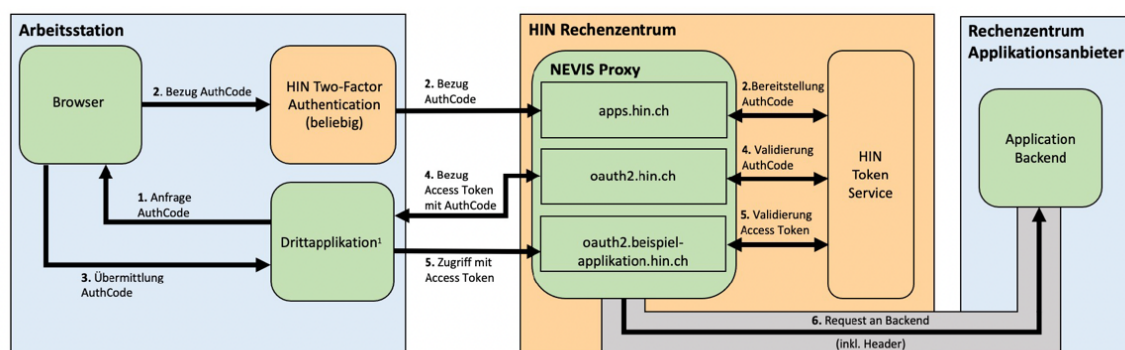 Arbeitsstation
Browser
2. Bezug AuthCode
HIN Two-Factor
Authentication
(beliebig)
1. Anfrage
AuthCode
Drittapplikation¹
3. Übermittlung
AuthCode
2. Bezug
AuthCode
4. Bezug
Access Token
mit AuthCode
5. Zugriff mit
Access Token
HIN Rechenzentrum
NEVIS Proxy
apps.hin.ch
oauth2.hin.ch
oauth2.beispiel-
applikation.hin.ch
2.Bereitstellung
AuthCode
4. Validierung
AuthCode
5. Validierung
Access Token
HIN
Token
Service
Rechenzentrum
Applikationsanbieter
Application
Backend
6. Request an Backend
(inkl. Header)